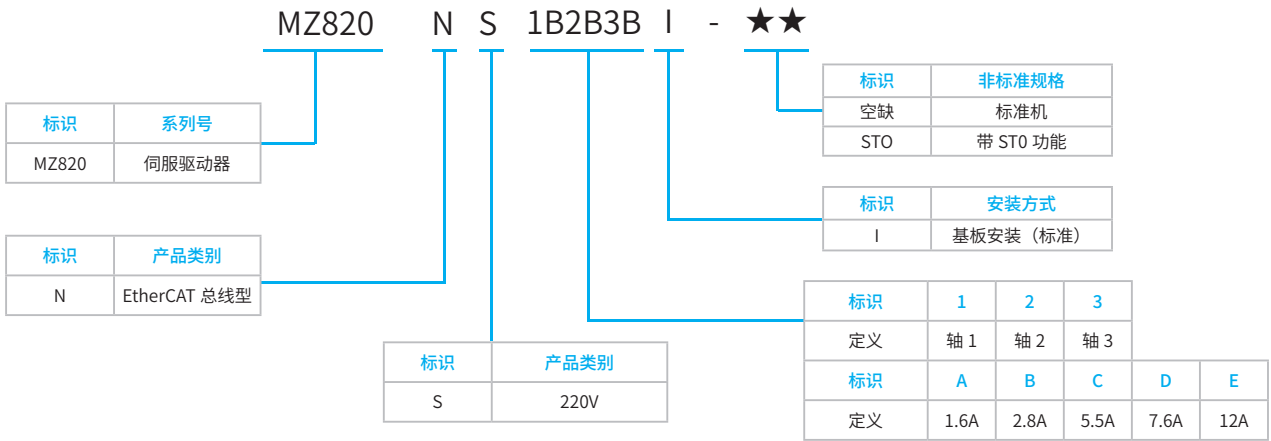 MZ820 N S 1B2B3B I - ★★
标识 非标准规格
空缺 标准机
STO 带 ST0 功能
标识 系列号
MZ820 伺服驱动器
标识 安装方式
I 基板安装（标准）
标识 产品类别
N EtherCAT 总线型
标识 1 2 3
定义 轴 1 轴 2 轴 3
标识 A B C D E
定义 1.6A 2.8A 5.5A 7.6A 12A
标识 产品类别
S 220V